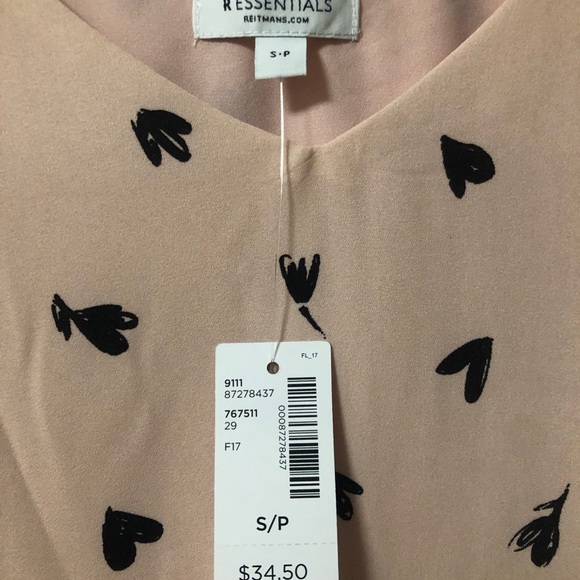 R ESSENTIALS
REITMANS.COM
S·P
FL_17
9111
87278437
767511
29
F17
00087278437
S/P
$34.50